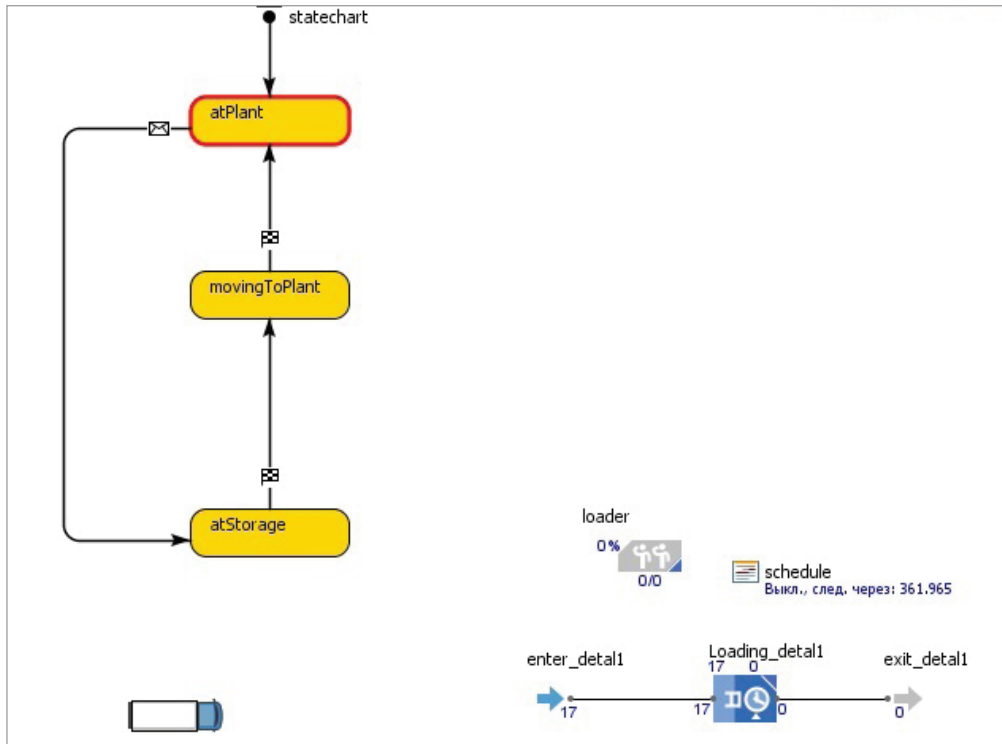 statechart
atPlant
movingToPlant
atStorage
loader
0%
0/0
schedule
Выкл., след. через: 361.965
enter_detal1
17
Loading_detal1
17 0
17
0
exit_detal1
0